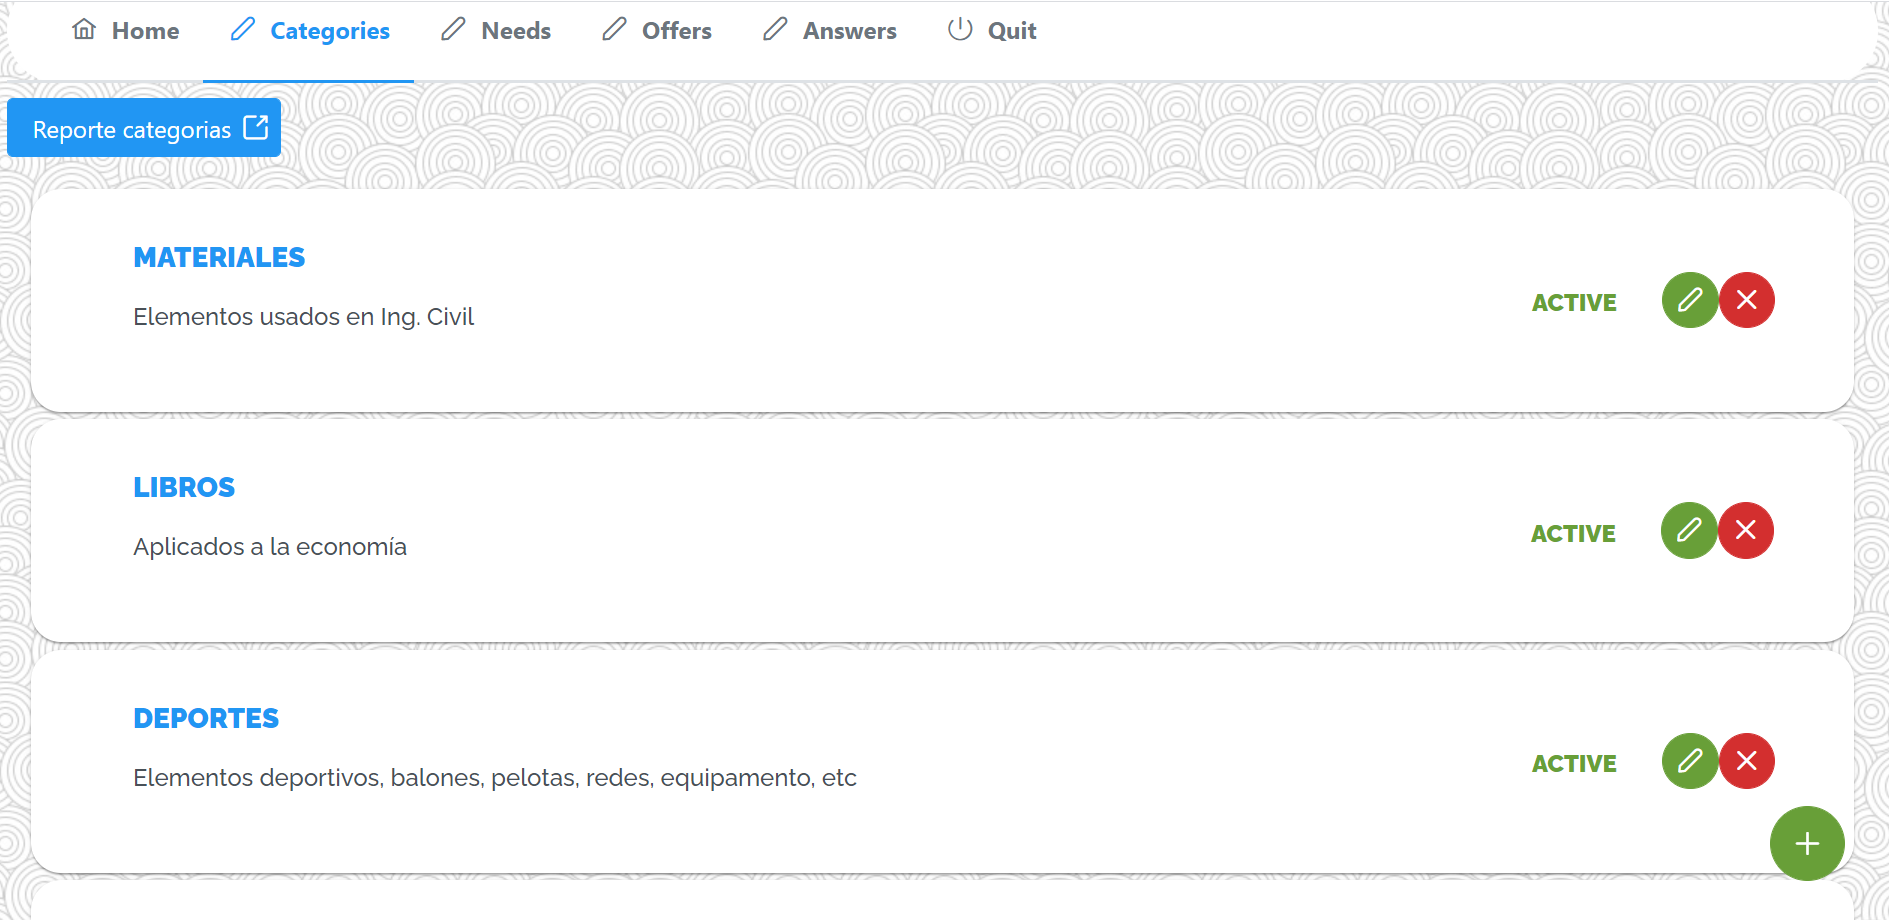 Home Categories Needs Offers Answers Quit
Reporte categorias
MATERIALES
Elementos usados en Ing. Civil
ACTIVE
LIBROS
Aplicados a la economía
ACTIVE
DEPORTES
Elementos deportivos, balones, pelotas, redes, equipamento, etc
ACTIVE